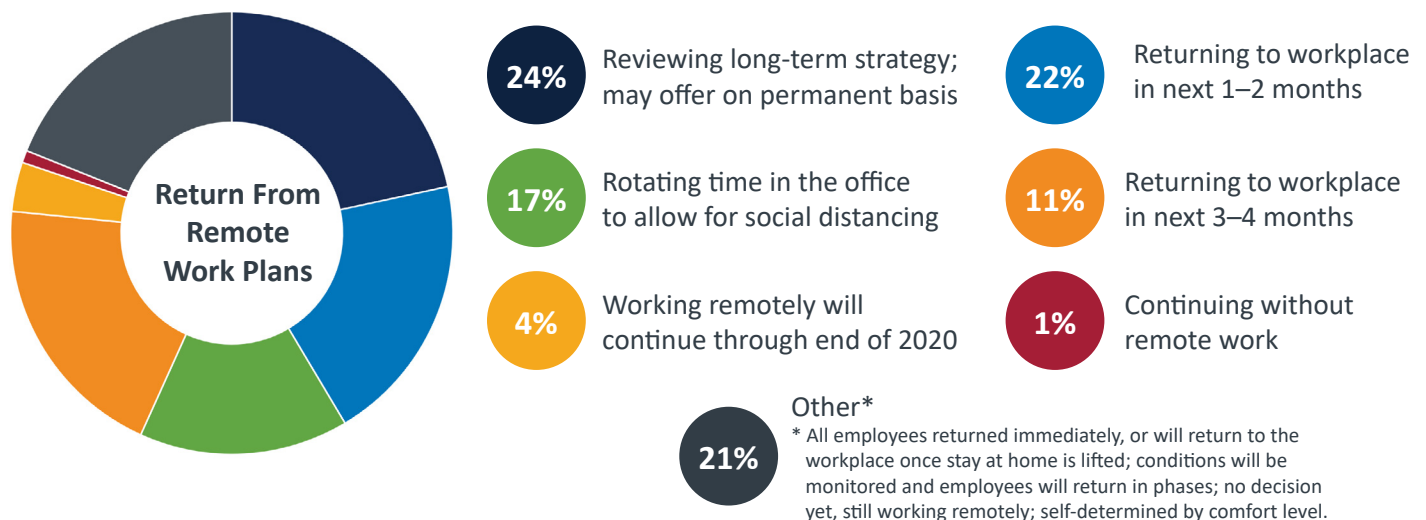 Return From
Remote
Work Plans
24%
Reviewing long-term strategy;
may offer on permanent basis
22%
Returning to workplace
in next 1–2 months
17%
Rotating time in the office
to allow for social distancing
11%
Returning to workplace
in next 3–4 months
4%
Working remotely will
continue through end of 2020
1%
Continuing without
remote work
21%
Other*
* All employees returned immediately, or will return to the
workplace once stay at home is lifted; conditions will be
monitored and employees will return in phases; no decision
yet, still working remotely; self-determined by comfort level.